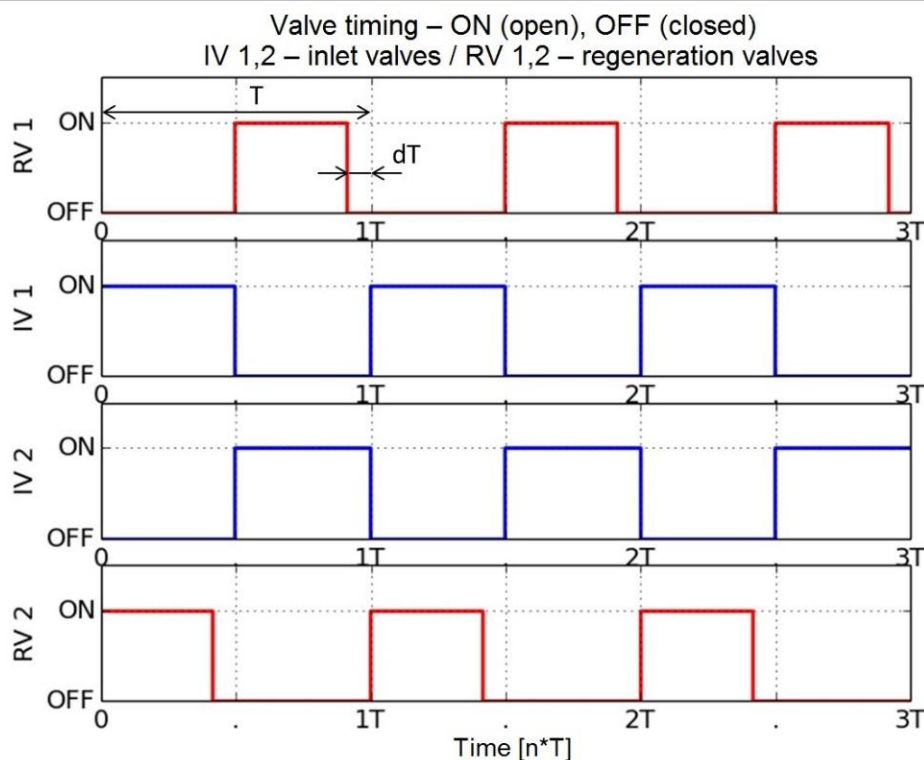 Valve timing – ON (open), OFF (closed)
IV 1,2 – inlet valves / RV 1,2 – regeneration valves
T
ON
RV 1
dT
OFF
0 1T 2T 3T
ON
IV 1
OFF
0 1T 2T 3T
ON
IV 2
OFF
0 1T 2T 3T
ON
RV 2
OFF
0 . 1T . 2T . 3T
Time [n*T]